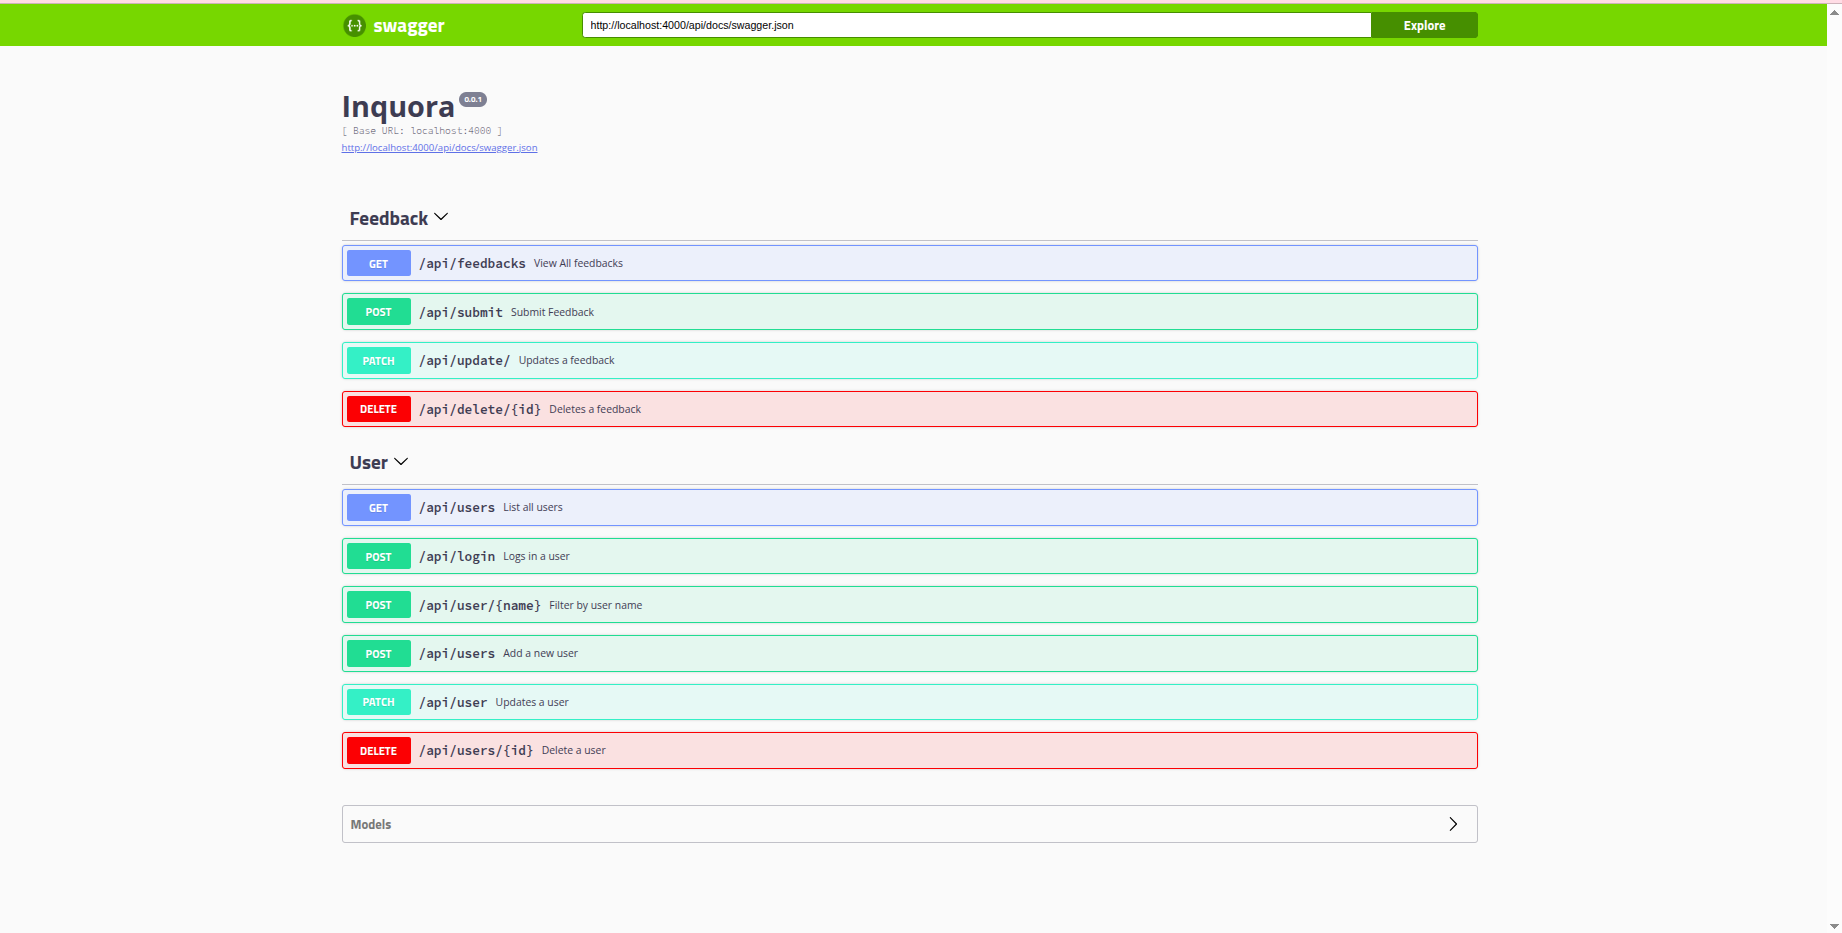 swagger
http://localhost:4000/api/docs/swagger.json
Explore
Inquora 0.0.1
[ Base URL: localhost:4000 ]
http://localhost:4000/api/docs/swagger.json
Feedback
GET /api/feedbacks View All feedbacks
POST /api/submit Submit Feedback
PATCH /api/update/ Updates a feedback
DELETE /api/delete/{id} Deletes a feedback
User
GET /api/users List all users
POST /api/login Logs in a user
POST /api/user/{name} Filter by user name
POST /api/users Add a new user
PATCH /api/user Updates a user
DELETE /api/users/{id} Delete a user
Models